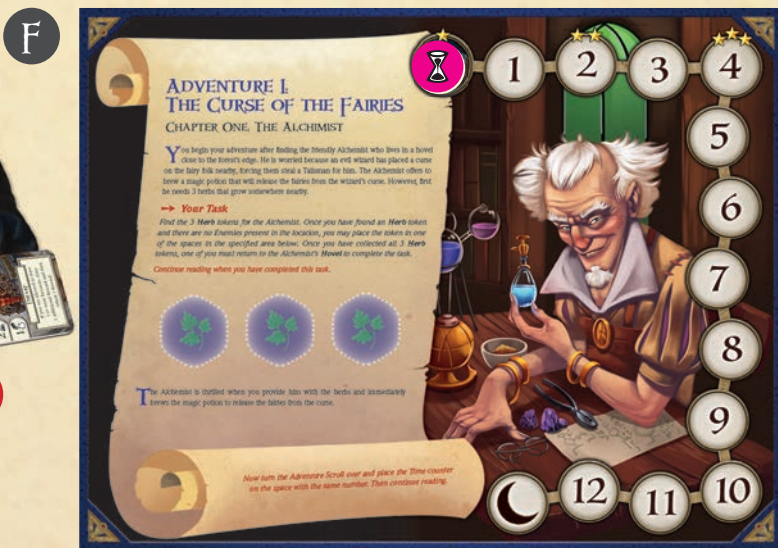 F
ADVENTURE I:
THE CURSE OF THE FAIRIES
CHAPTER ONE: THE ALCHEMIST
You begin your adventure after finding the friendly Alchemist who lives in a hovel
close to the forest's edge. He is worried because an evil wizard has placed a curse
on the fairy folk nearby, forcing them steal a Talisman for him. The Alchemist offers to
brew a magic potion that will release the fairies from the wizard's curse. However, first
he needs 3 herbs that grow somewhere nearby.
Your Task
Find the 3 Herb tokens for the Alchemist. Once you have found an Herb token
and there are no Enemies present in the location, you may place the token in one
of the spaces in the specified area below. Once you have collected all 3 Herb
tokens, one of you must return to the Alchemist's Hovel to complete the task.
Continue reading when you have completed this task.
The Alchemist is thrilled when you provide him with the herbs and immediately
brews the magic potion to release the fairies from the curse.
Now turn the Adventure Scroll over and place the Time counter
on the space with the same number. Then continue reading.
1
2
3
4
5
6
7
8
9
10
11
12